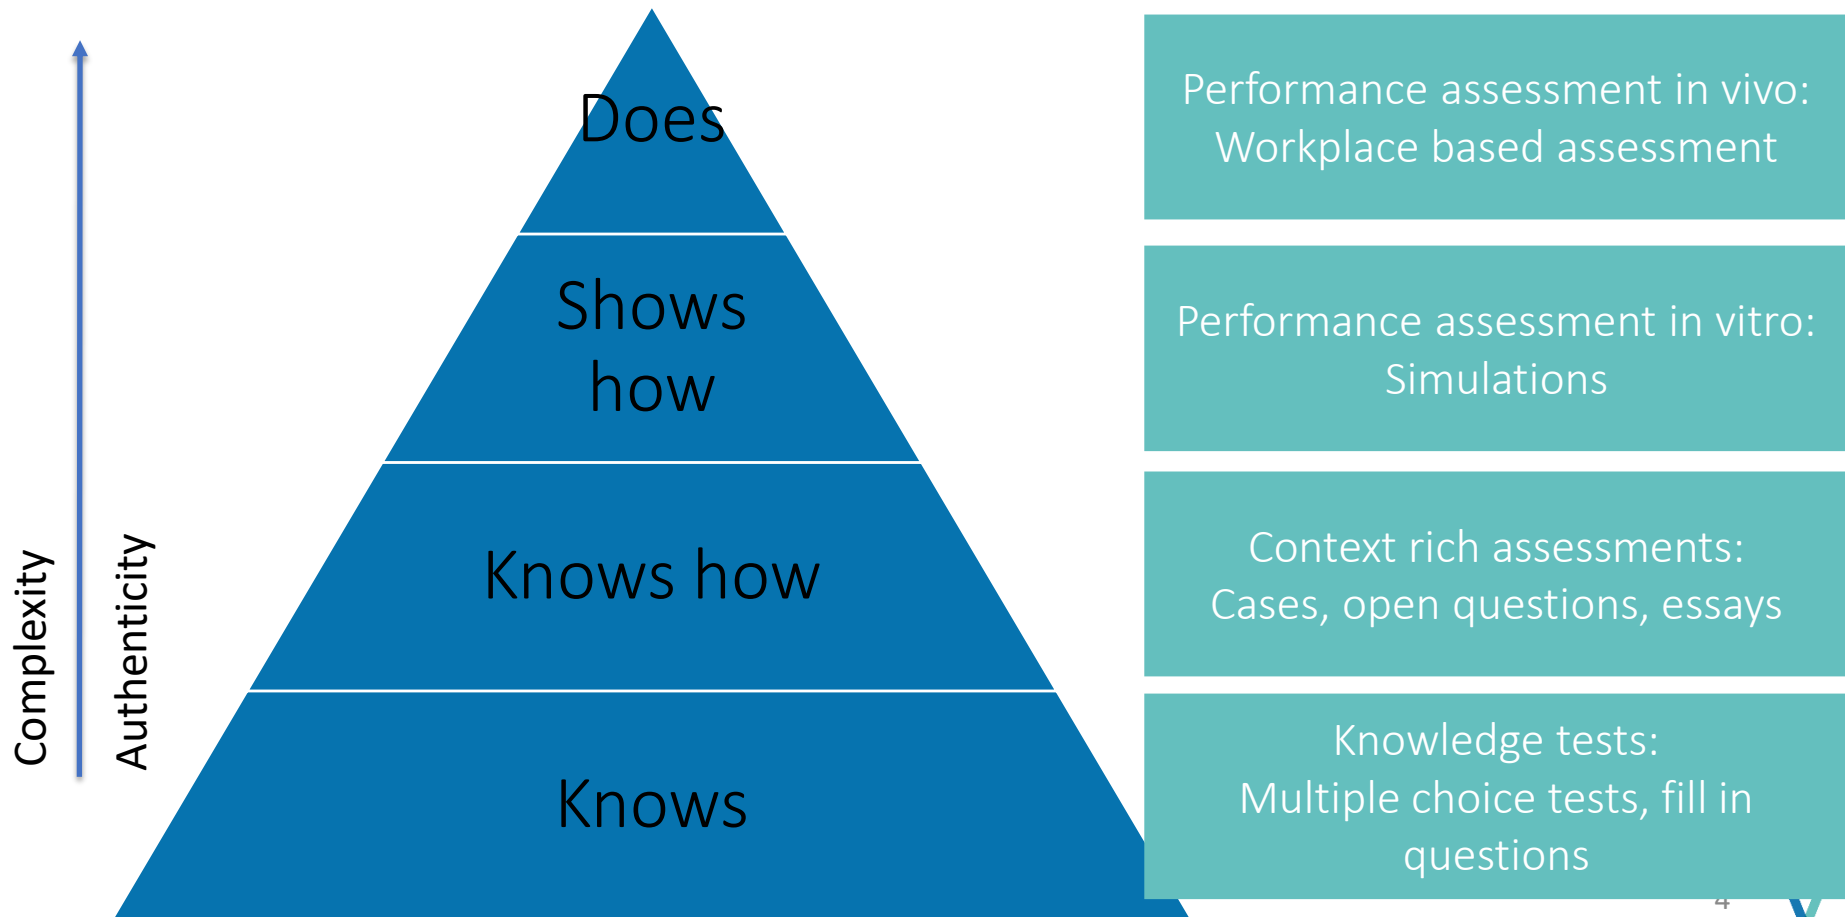 Does
Performance assessment in vivo:
Workplace based assessment
Shows
how
Performance assessment in vitro:
Simulations
Knows how
Context rich assessments:
Cases, open questions, essays
Complexity
Authenticity
Knows
Knowledge tests:
Multiple choice tests, fill in
questions
4